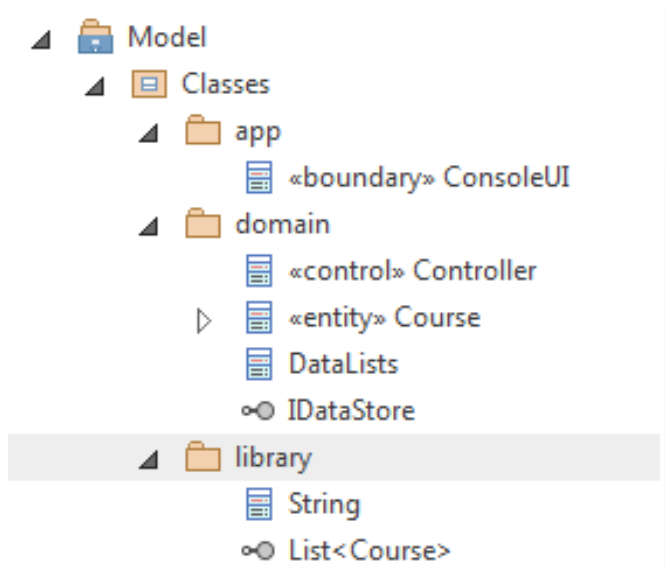 Model
Classes
app
«boundary» ConsoleUI
domain
«control» Controller
«entity» Course
DataLists
IDataStore
library
String
List<Course>